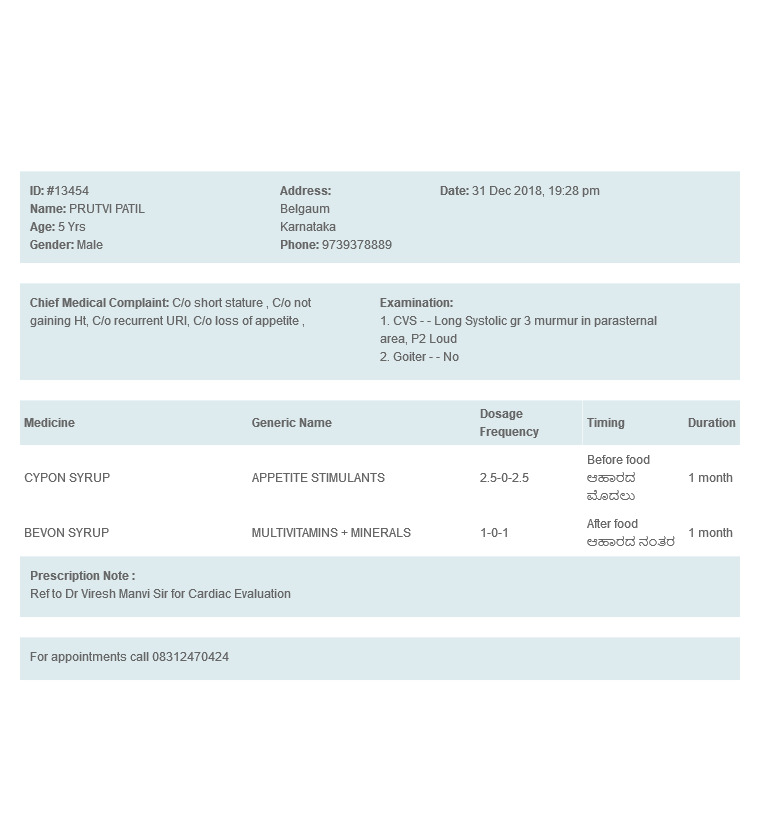 ID: #13454
Name: PRUTVI PATIL
Age: 5 Yrs
Gender: Male
Address:
Belgaum
Karnataka
Phone: 9739378889
Date: 31 Dec 2018, 19:28 pm
Chief Medical Complaint: C/o short stature , C/o not
gaining Ht, C/o recurrent URI, C/o loss of appetite ,
Examination:
1. CVS - - Long Systolic gr 3 murmur in parasternal
area, P2 Loud
2. Goiter - - No
Medicine Generic Name Dosage Frequency Timing Duration
CYPON SYRUP APPETITE STIMULANTS 2.5-0-2.5 Before food ಆಹಾರದ ಮೊದಲು 1 month
BEVON SYRUP MULTIVITAMINS + MINERALS 1-0-1 After food ಆಹಾರದ ನಂತರ 1 month
Prescription Note :
Ref to Dr Viresh Manvi Sir for Cardiac Evaluation
For appointments call 08312470424